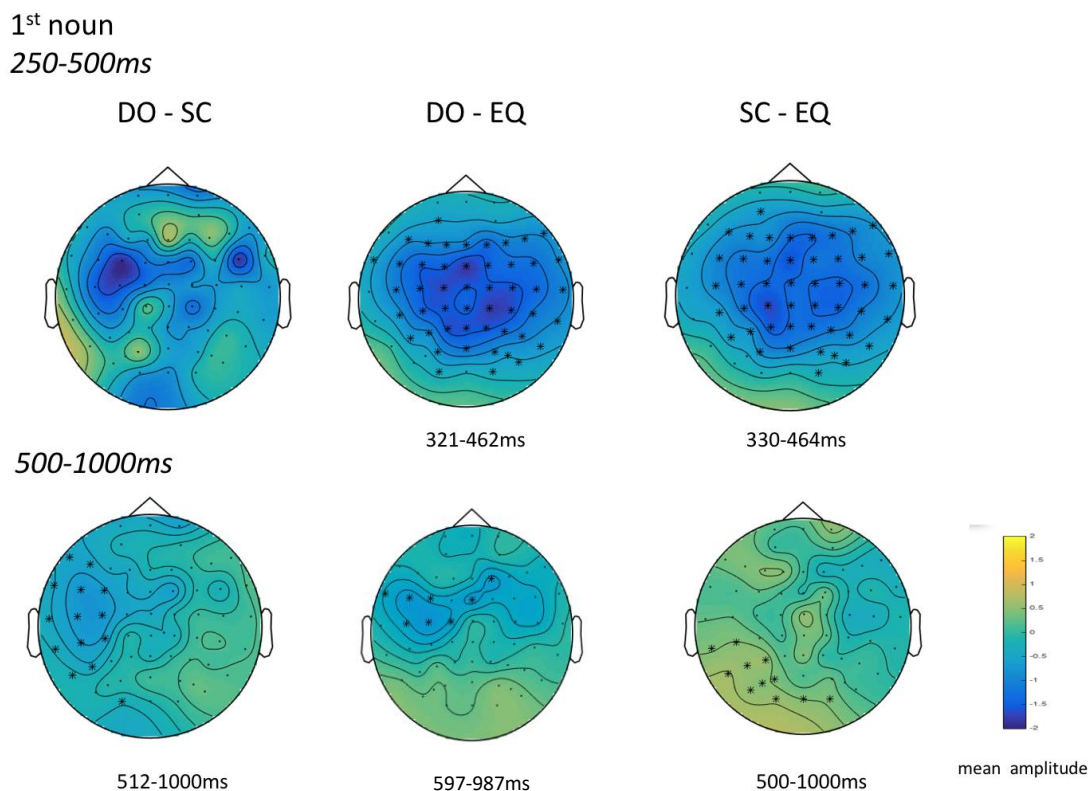 1st noun
250-500ms
DO - SC
DO - EQ
SC - EQ
321-462ms
330-464ms
500-1000ms
2
1.5
1
0.5
0
-0.5
-1
-1.5
-2
mean amplitude
512-1000ms
597-987ms
500-1000ms